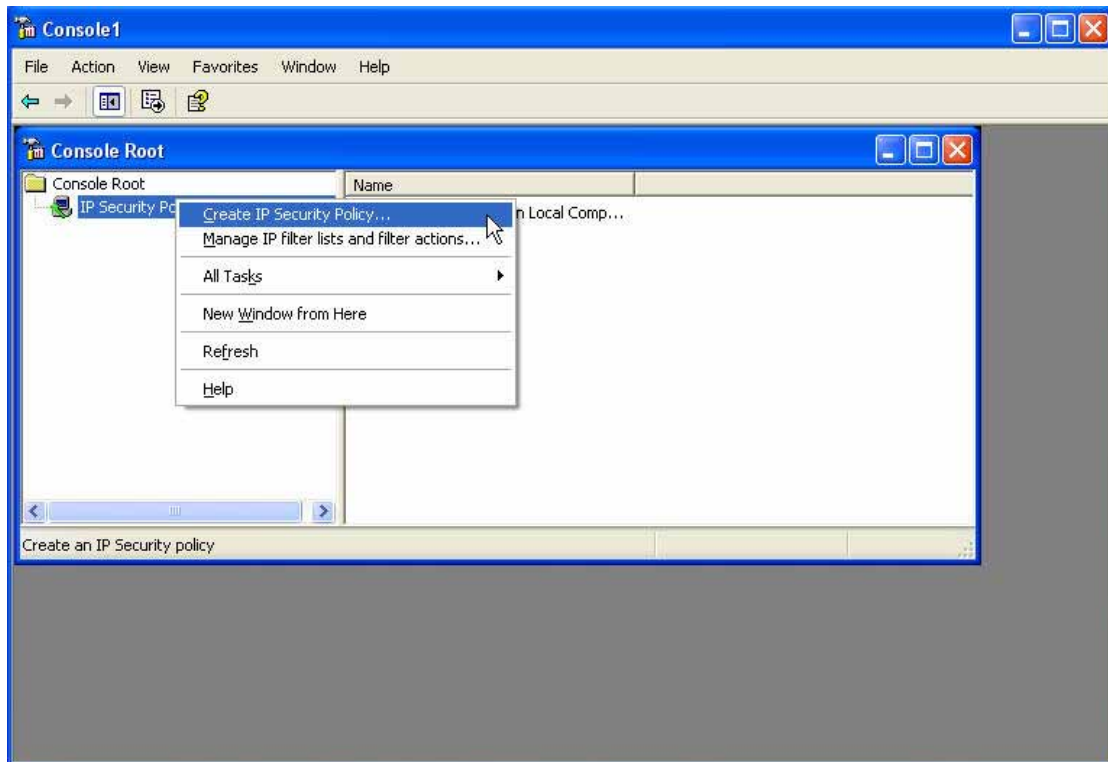 Console1
File Action View Favorites Window Help
Console Root
Console Root
Name
IP Security Po
n Local Comp...
Create IP Security Policy...
Manage IP filter lists and filter actions...
All Tasks
New Window from Here
Refresh
Help
Create an IP Security policy